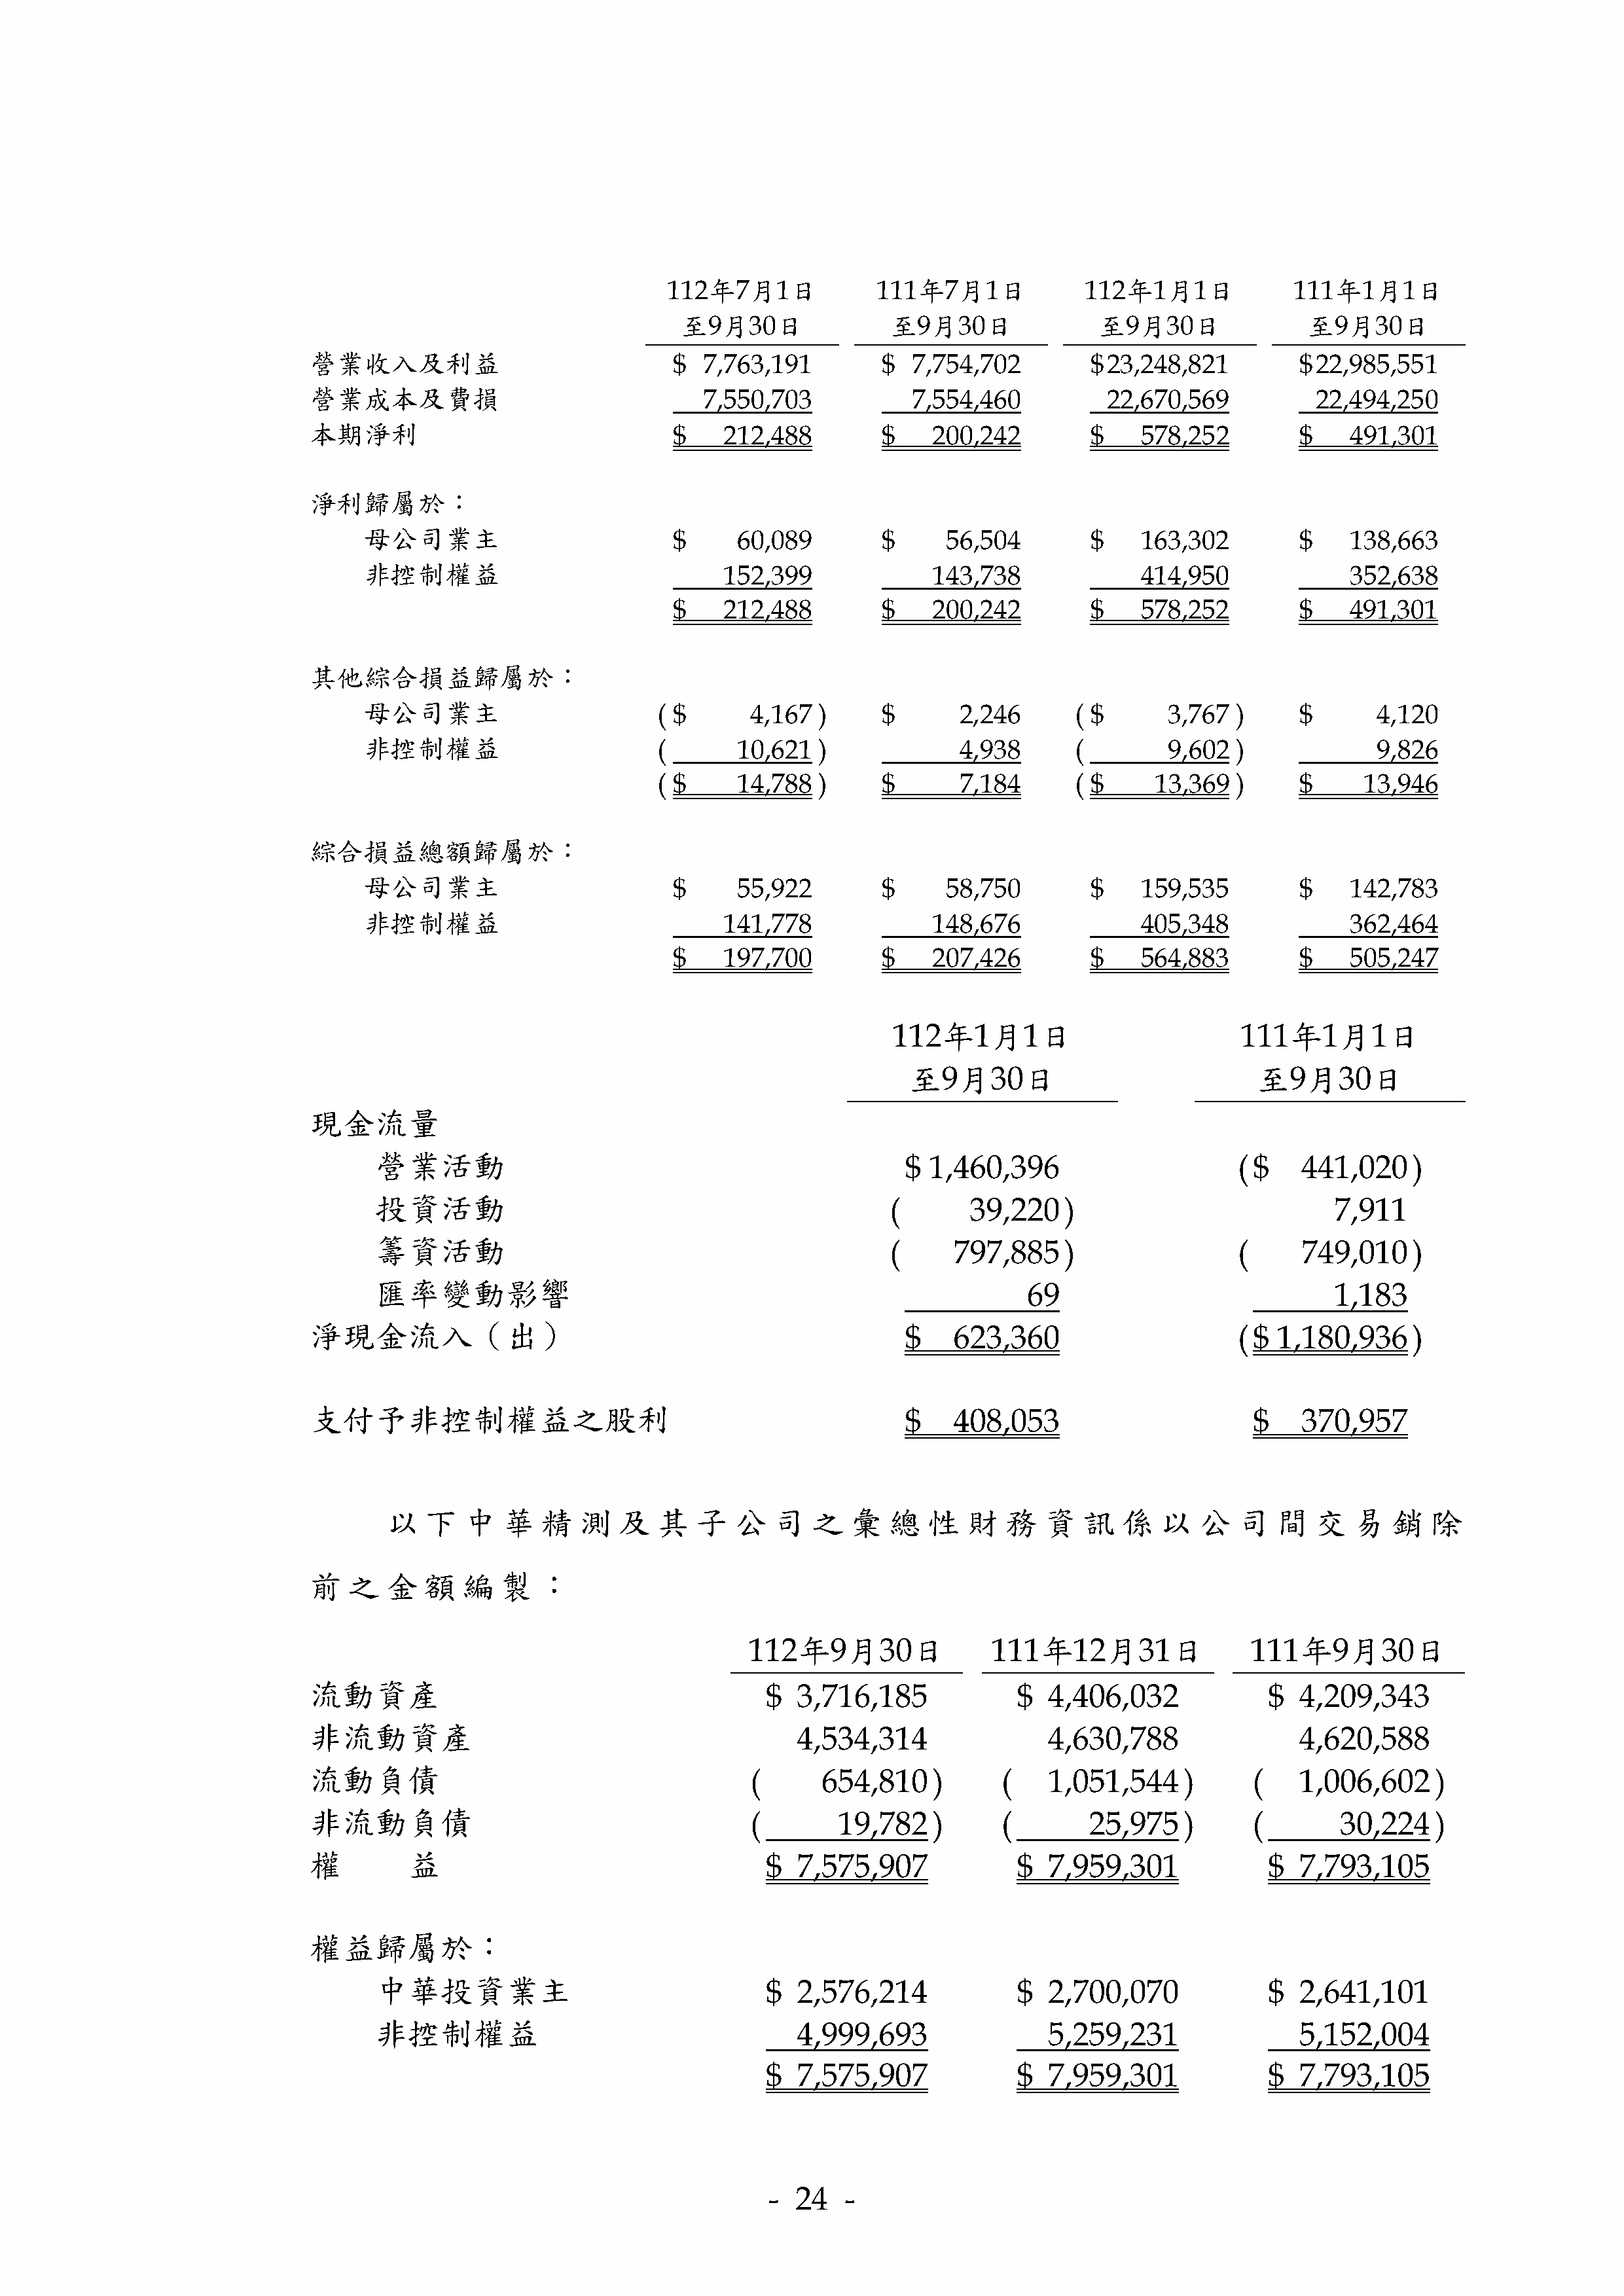 112年7月1日 111年7月1日 112年1月1日 111年1月1日
至9月30日 至9月30日 至9月30日 至9月30日
營業收入及利益 $ 7,763,191 $ 7,754,702 $23,248,821 $22,985,551
營業成本及費損 7,550,703 7,554,460 22,670,569 22,494,250
本期淨利 $ 212,488 $ 200,242 $ 578,252 $ 491,301
淨利歸屬於：
母公司業主 $ 60,089 $ 56,504 $ 163,302 $ 138,663
非控制權益 152,399 143,738 414,950 352,638
$ 212,488 $ 200,242 $ 578,252 $ 491,301
其他綜合損益歸屬於：
母公司業主 ($ 4,167) $ 2,246 ($ 3,767) $ 4,120
非控制權益 ( 10,621) 4,938 ( 9,602) 9,826
($ 14,788) $ 7,184 ($ 13,369) $ 13,946
綜合損益總額歸屬於：
母公司業主 $ 55,922 $ 58,750 $ 159,535 $ 142,783
非控制權益 141,778 148,676 405,348 362,464
$ 197,700 $ 207,426 $ 564,883 $ 505,247
112年1月1日 111年1月1日
至9月30日 至9月30日
現金流量
營業活動 $1,460,396 ($ 441,020)
投資活動 ( 39,220) 7,911
籌資活動 ( 797,885) ( 749,010)
匯率變動影響 69 1,183
淨現金流入（出） $ 623,360 ($1,180,936)
支付予非控制權益之股利 $ 408,053 $ 370,957
以下中華精測及其子公司之彙總性財務資訊係以公司間交易銷除
前之金額編製：
112年9月30日 111年12月31日 111年9月30日
流動資產 $ 3,716,185 $ 4,406,032 $ 4,209,343
非流動資產 4,534,314 4,630,788 4,620,588
流動負債 ( 654,810) ( 1,051,544) ( 1,006,602)
非流動負債 ( 19,782) ( 25,975) ( 30,224)
權 益 $ 7,575,907 $ 7,959,301 $ 7,793,105
權益歸屬於：
中華投資業主 $ 2,576,214 $ 2,700,070 $ 2,641,101
非控制權益 4,999,693 5,259,231 5,152,004
$ 7,575,907 $ 7,959,301 $ 7,793,105
- 24 -